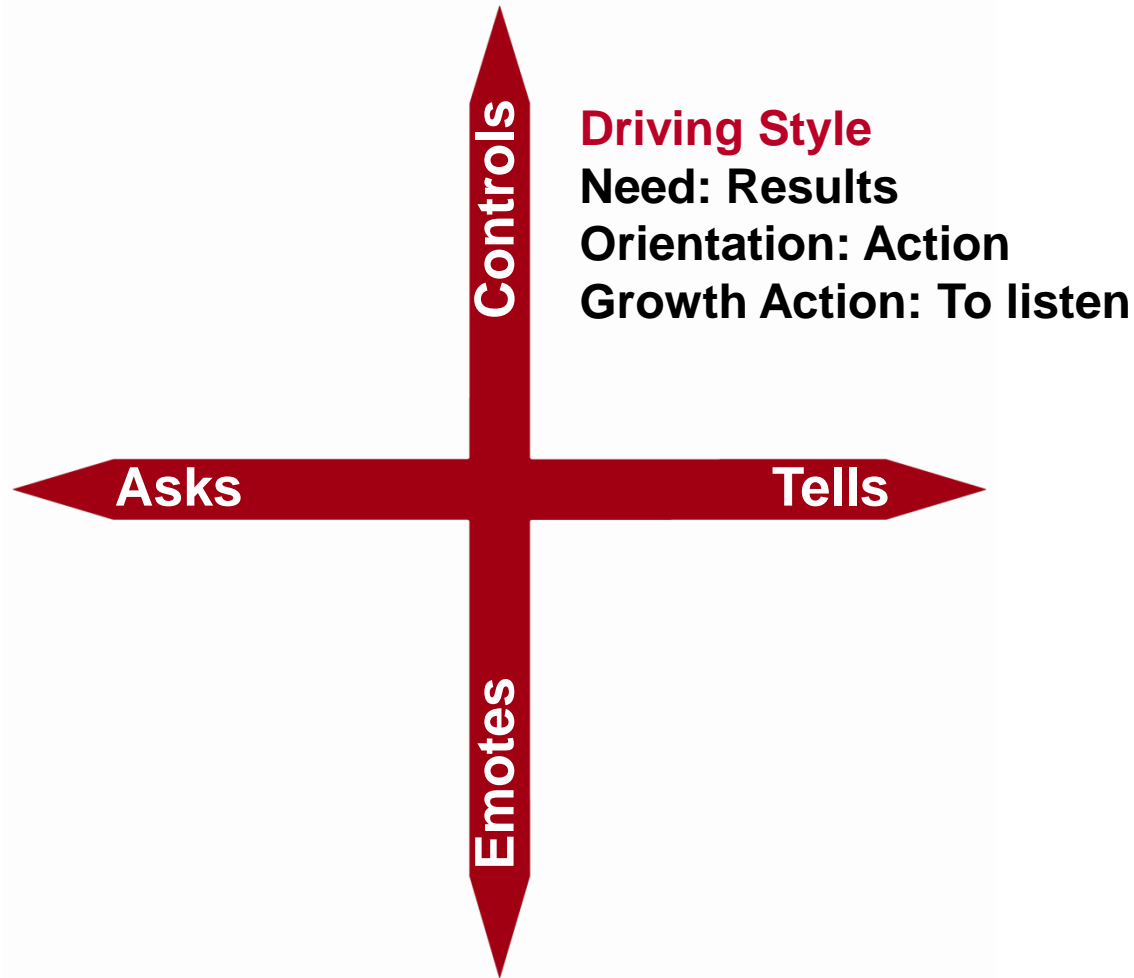 Controls
Driving Style
Need: Results
Orientation: Action
Growth Action: To listen
Asks
Tells
Emotes